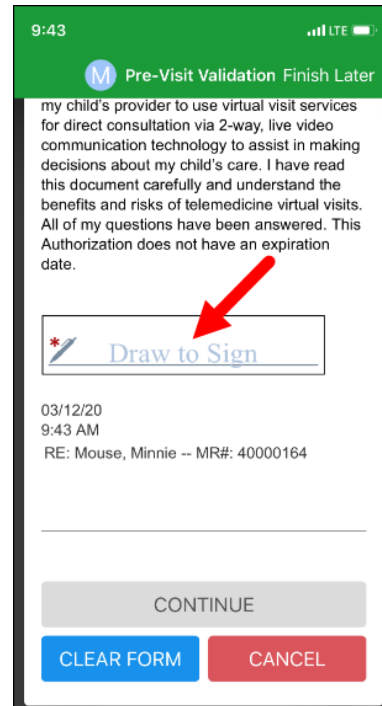 9:43 LTE
M Pre-Visit Validation Finish Later
my child's provider to use virtual visit services
for direct consultation via 2-way, live video
communication technology to assist in making
decisions about my child's care. I have read
this document carefully and understand the
benefits and risks of telemedicine virtual visits.
All of my questions have been answered. This
Authorization does not have an expiration
date.
* Draw to Sign
03/12/20
9:43 AM
RE: Mouse, Minnie -- MR#: 40000164
CONTINUE
CLEAR FORM CANCEL